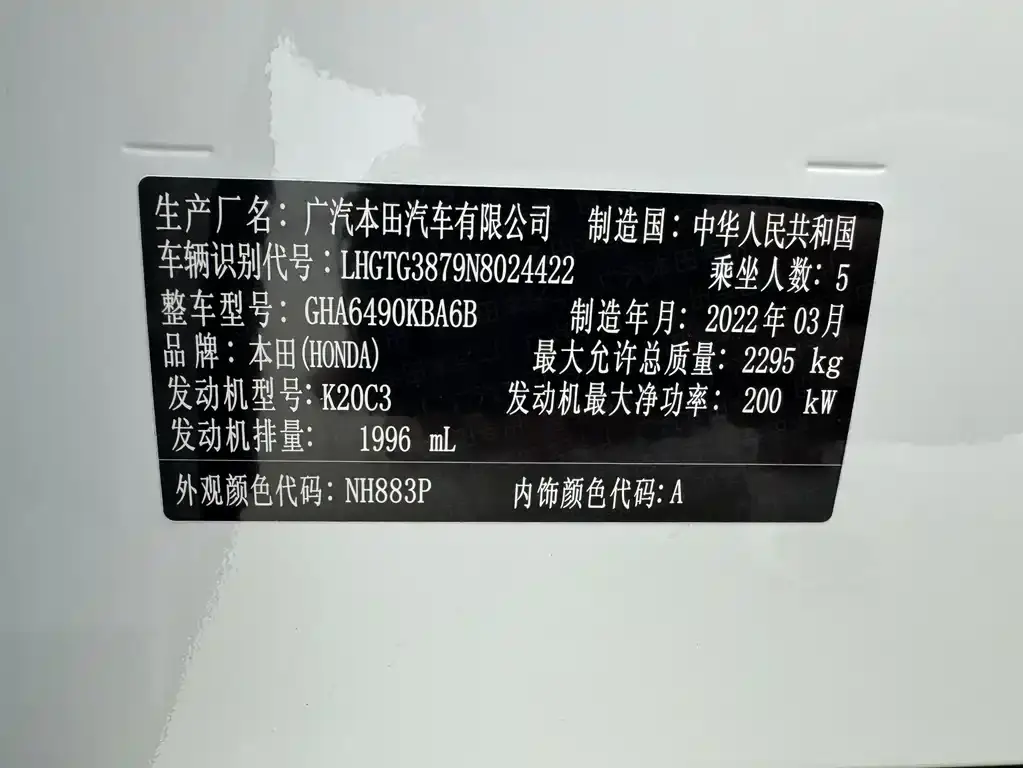 生产厂名：广汽本田汽车有限公司 制造国：中华人民共和国
车辆识别代号：LHGTG3879N8024422 乘坐人数：5
整车型号：GHA6490KBA6B 制造年月：2022年03月
品牌：本田(HONDA) 最大允许总质量：2295 kg
发动机型号：K20C3 发动机最大净功率：200 kW
发动机排量：1996 mL
外观颜色代码：NH883P 内饰颜色代码：A